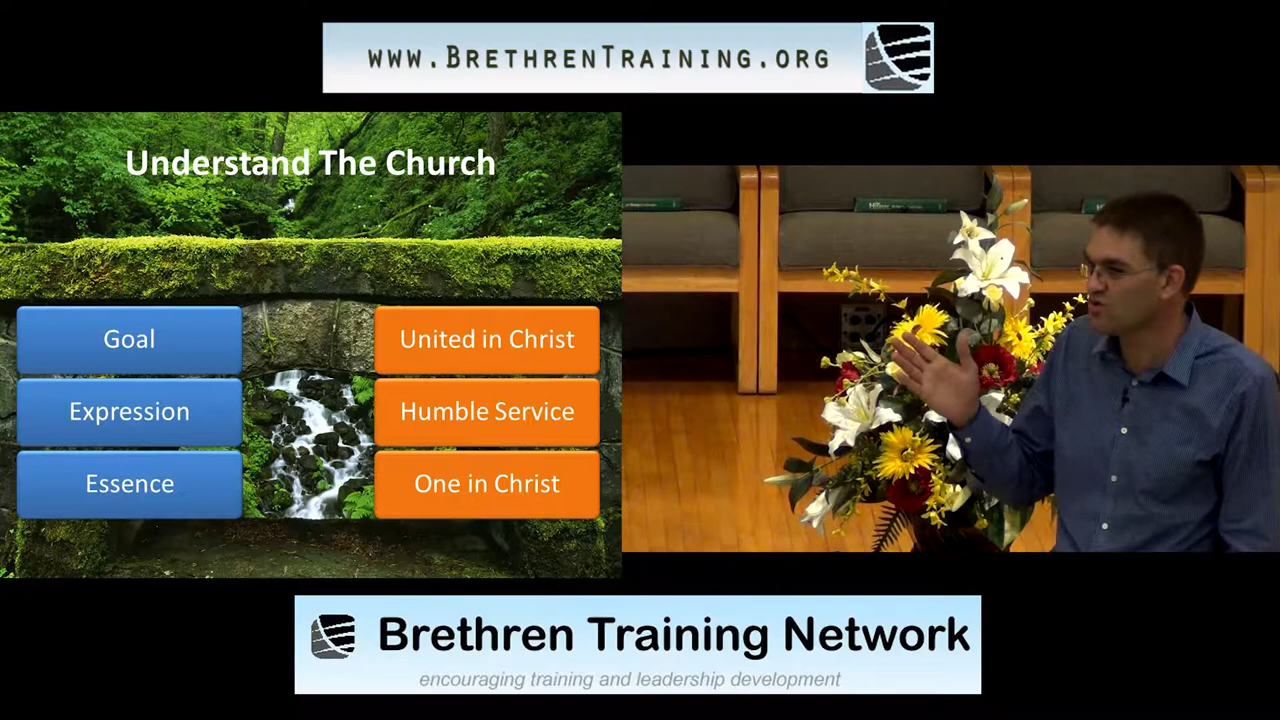 www.BrethrenTraining.org
Understand The Church
Goal
United in Christ
Expression
Humble Service
Essence
One in Christ
Brethren Training Network
encouraging training and leadership development